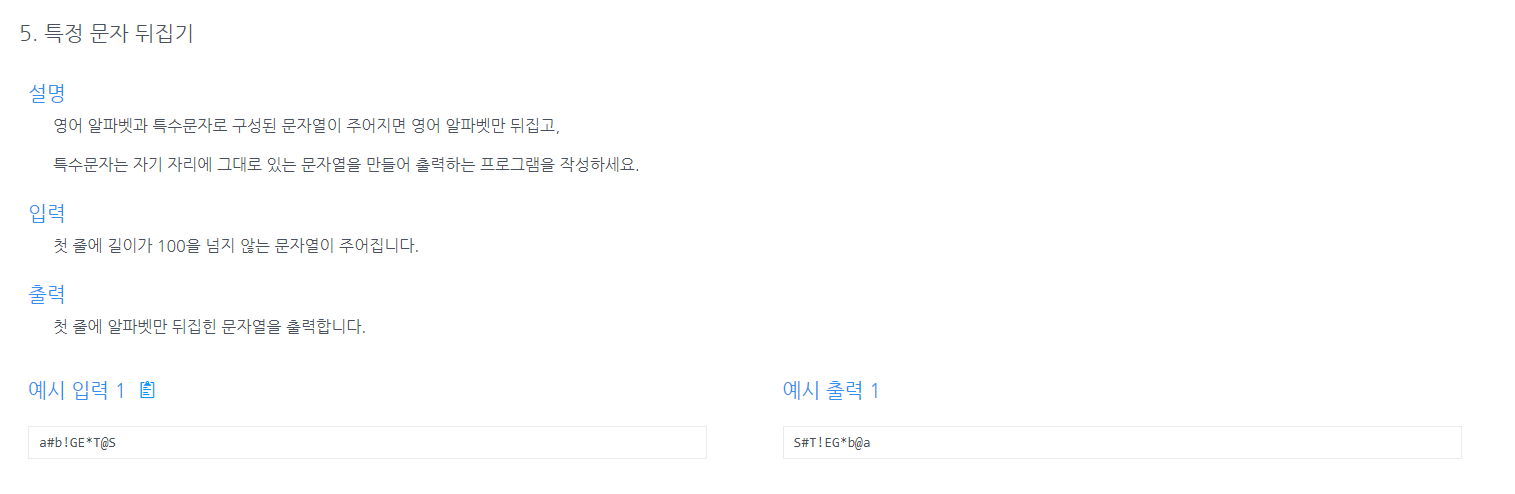 5. 특정 문자 뒤집기
설명
영어 알파벳과 특수문자로 구성된 문자열이 주어지면 영어 알파벳만 뒤집고,
특수문자는 자기 자리에 그대로 있는 문자열을 만들어 출력하는 프로그램을 작성하세요.
입력
첫 줄에 길이가 100을 넘지 않는 문자열이 주어집니다.
출력
첫 줄에 알파벳만 뒤집힌 문자열을 출력합니다.
예시 입력 1
a#b!GE*T@S
예시 출력 1
S#T!EG*b@a